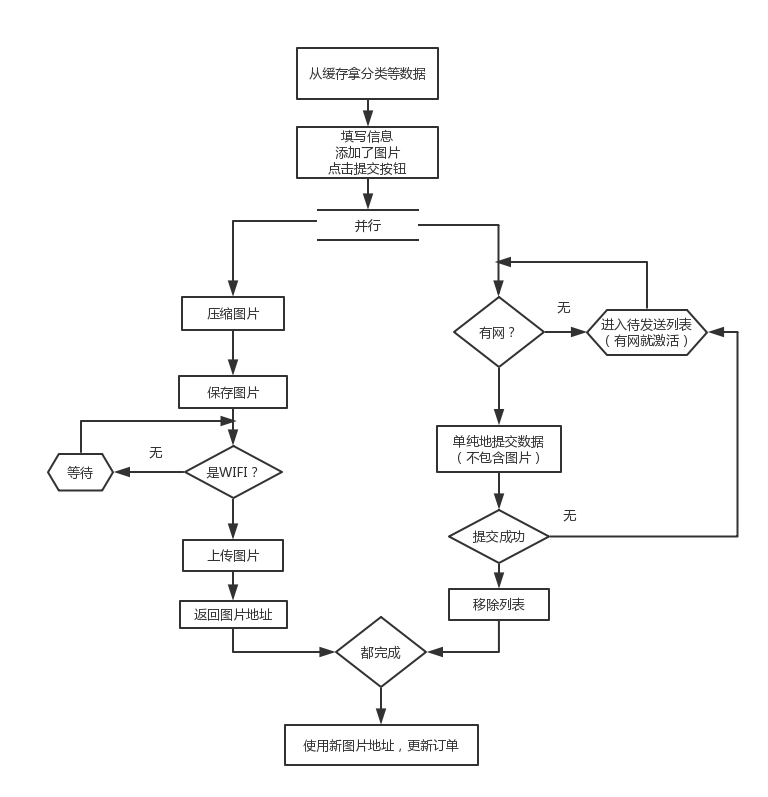 从缓存拿分类等数据
填写信息
添加了图片
点击提交按钮
并行
压缩图片
保存图片
是WIFI？
无
等待
上传图片
返回图片地址
有网？
无
进入待发送列表
（有网就激活）
单纯地提交数据
（不包含图片）
提交成功
无
移除列表
都完成
使用新图片地址，更新订单